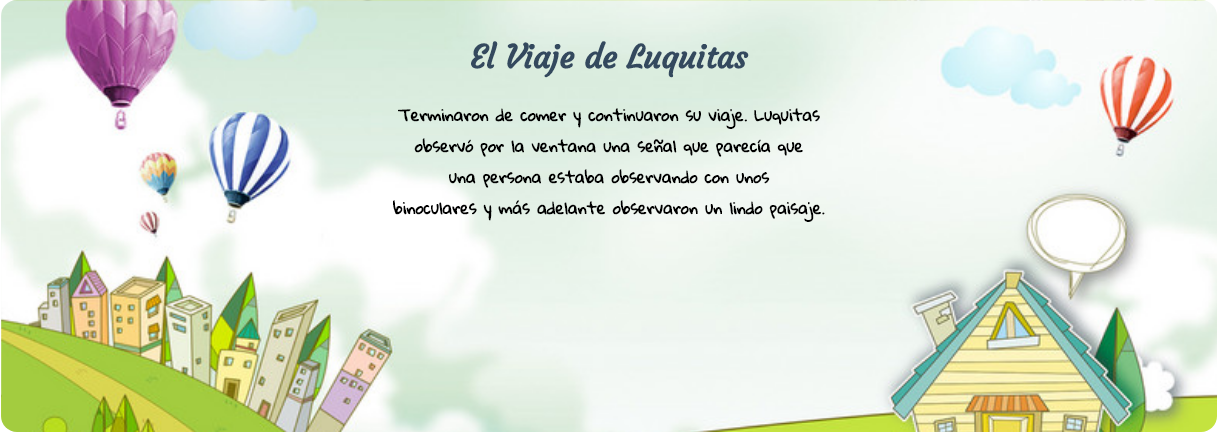 El Viaje de Luquitas
Terminaron de comer y continuaron su viaje. Luquitas
observó por la ventana una señal que parecía que
una persona estaba observando con unos
binoculares y más adelante observaron un lindo paisaje.